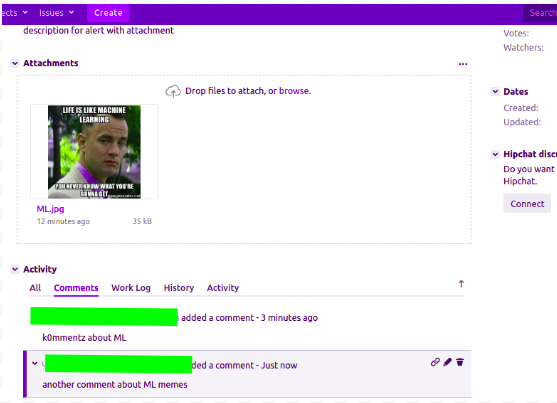 ects Issues Create Search
description for alert with attachment
Votes:
Watchers:
Attachments
Drop files to attach, or browse.
LIFE IS LIKE MACHINE
LEARNING
YOU NEVER KNOW WHAT YOU'RE
GONNA GET
ML.jpg
12 minutes ago 35 kB
Dates
Created:
Updated:
Hipchat discu
Do you want
Hipchat.
Connect
Activity
All Comments Work Log History Activity
added a comment - 3 minutes ago
k0mmentz about ML
ded a comment - Just now
another comment about ML memes